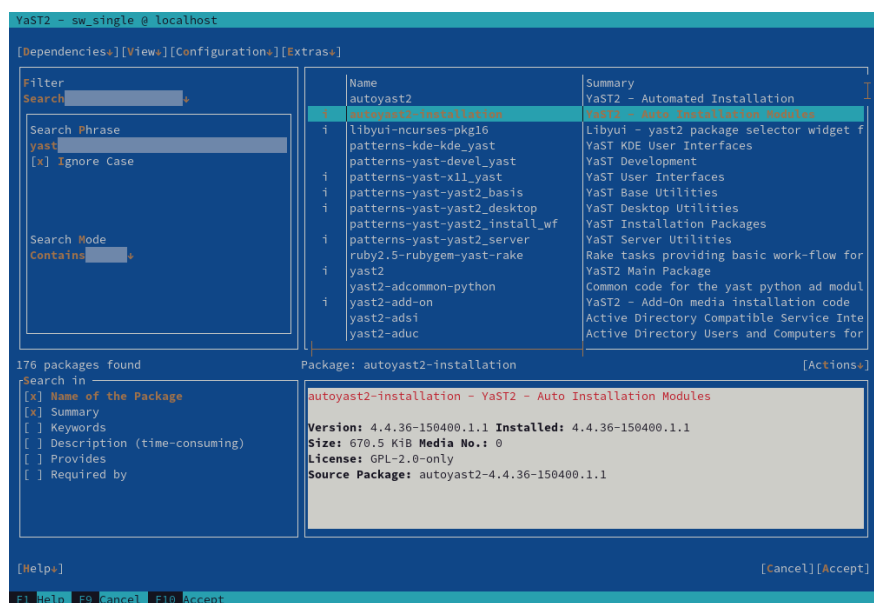 YaST2 - sw_single @ localhost
[Dependencies↓][View↓][Configuration↓][Extras↓]
Filter
Search ↓
Search Phrase
yast
[x] Ignore Case
Search Mode
Contains ↓
Name Summary
autoyast2 YaST2 - Automated Installation
i autoyast2-installation YaST2 - Auto Installation Modules
i libyui-ncurses-pkg16 Libyui - yast2 package selector widget f
patterns-kde-kde_yast YaST KDE User Interfaces
patterns-yast-devel_yast YaST Development
i patterns-yast-x11_yast YaST User Interfaces
i patterns-yast-yast2_basis YaST Base Utilities
i patterns-yast-yast2_desktop YaST Desktop Utilities
patterns-yast-yast2_install_wf YaST Installation Packages
i patterns-yast-yast2_server YaST Server Utilities
ruby2.5-rubygem-yast-rake Rake tasks providing basic work-flow for
i yast2 YaST2 Main Package
yast2-adcommon-python Common code for the yast python ad modul
i yast2-add-on YaST2 - Add-On media installation code
yast2-adsi Active Directory Compatible Service Inte
yast2-aduc Active Directory Users and Computers for
176 packages found
Package: autoyast2-installation [Actions↓]
Search in
[x] Name of the Package
[x] Summary
[ ] Keywords
[ ] Description (time-consuming)
[ ] Provides
[ ] Required by
autoyast2-installation - YaST2 - Auto Installation Modules
Version: 4.4.36-150400.1.1 Installed: 4.4.36-150400.1.1
Size: 670.5 KiB Media No.: 0
License: GPL-2.0-only
Source Package: autoyast2-4.4.36-150400.1.1
[Help↓] [Cancel][Accept]
F1 Help F9 Cancel F10 Accept